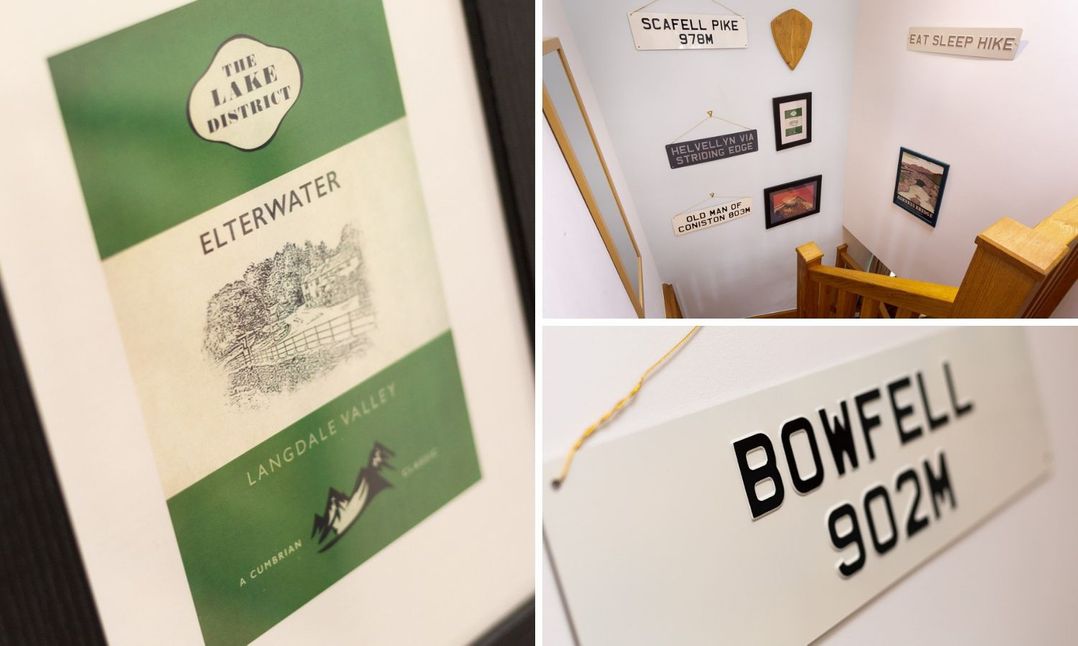 THE
LAKE
DISTRICT
ELTERWATER
LANGDALE VALLEY
A CUMBRIAN CLASSIC
SCAFELL PIKE
978M
EAT SLEEP HIKE
HELVELLYN VIA
STRIDING EDGE
OLD MAN OF
CONISTON 803M
BOWFELL
902M